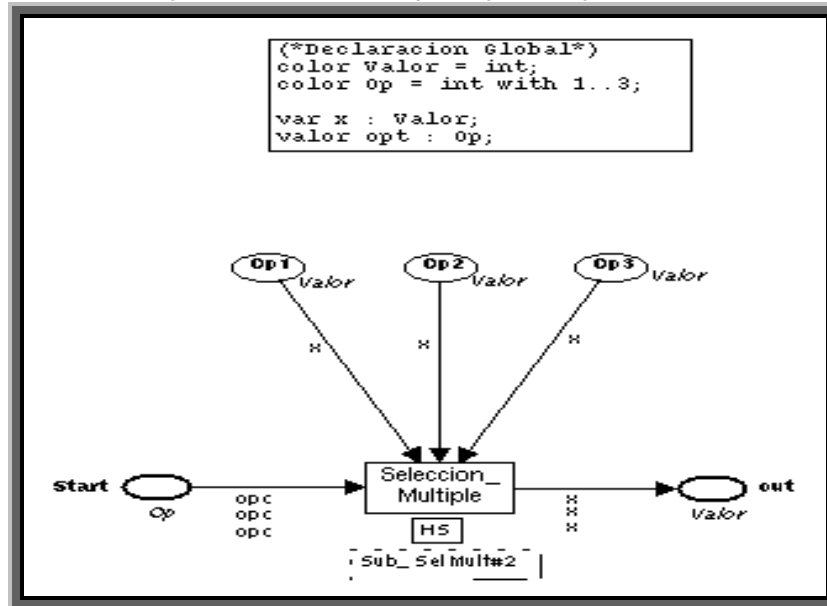 (*Declaracion Global*)
color Valor = int;
color Op = int with 1..3;
var x : Valor;
valor opt : Op;
Op1
Valor
Op2
Valor
Op3
Valor
x
x
x
Start
Op
opc
opc
opc
Seleccion_
Multiple
HS
Sub_SelMult#2
x
x
x
out
Valor